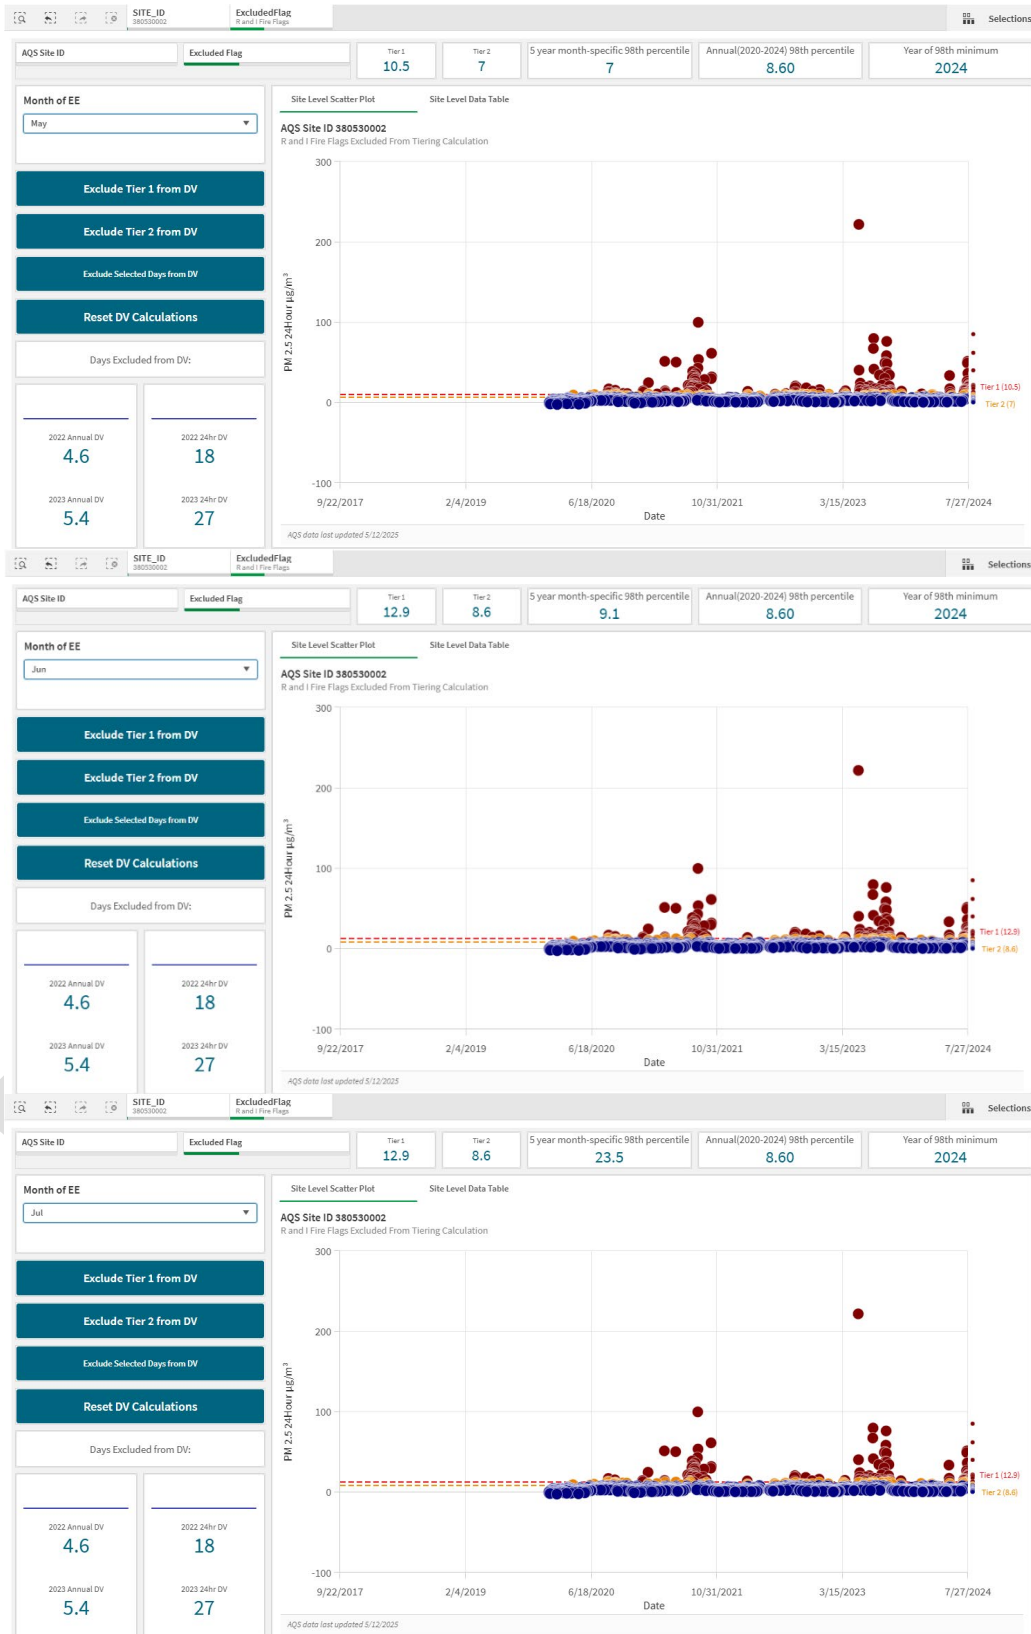 SITE_ID
380530002
ExcludedFlag
R and I Fire Flags
Selections
AQS Site ID
Excluded Flag
Tier 1
10.5
Tier 2
7
5 year month-specific 98th percentile
7
Annual(2020-2024) 98th percentile
8.60
Year of 98th minimum
2024
Month of EE
May
Exclude Tier 1 from DV
Exclude Tier 2 from DV
Exclude Selected Days from DV
Reset DV Calculations
Days Excluded from DV:
2022 Annual DV
4.6
2022 24hr DV
18
2023 Annual DV
5.4
2023 24hr DV
27
Site Level Scatter Plot
Site Level Data Table
AQS Site ID 380530002
R and I Fire Flags Excluded From Tiering Calculation
PM 2.5 24Hour µg/m³
300
200
100
0
-100
Tier 1 (10.5)
Tier 2 (7)
9/22/2017
2/4/2019
6/18/2020
10/31/2021
3/15/2023
7/27/2024
Date
AQS data last updated 5/12/2025
SITE_ID
380530002
ExcludedFlag
R and I Fire Flags
Selections
AQS Site ID
Excluded Flag
Tier 1
12.9
Tier 2
8.6
5 year month-specific 98th percentile
9.1
Annual(2020-2024) 98th percentile
8.60
Year of 98th minimum
2024
Month of EE
Jun
Exclude Tier 1 from DV
Exclude Tier 2 from DV
Exclude Selected Days from DV
Reset DV Calculations
Days Excluded from DV:
2022 Annual DV
4.6
2022 24hr DV
18
2023 Annual DV
5.4
2023 24hr DV
27
Site Level Scatter Plot
Site Level Data Table
AQS Site ID 380530002
R and I Fire Flags Excluded From Tiering Calculation
PM 2.5 24Hour µg/m³
300
200
100
0
-100
Tier 1 (12.9)
Tier 2 (8.6)
9/22/2017
2/4/2019
6/18/2020
10/31/2021
3/15/2023
7/27/2024
Date
AQS data last updated 5/12/2025
SITE_ID
380530002
ExcludedFlag
R and I Fire Flags
Selections
AQS Site ID
Excluded Flag
Tier 1
12.9
Tier 2
8.6
5 year month-specific 98th percentile
23.5
Annual(2020-2024) 98th percentile
8.60
Year of 98th minimum
2024
Month of EE
Jul
Exclude Tier 1 from DV
Exclude Tier 2 from DV
Exclude Selected Days from DV
Reset DV Calculations
Days Excluded from DV:
2022 Annual DV
4.6
2022 24hr DV
18
2023 Annual DV
5.4
2023 24hr DV
27
Site Level Scatter Plot
Site Level Data Table
AQS Site ID 380530002
R and I Fire Flags Excluded From Tiering Calculation
PM 2.5 24Hour µg/m³
300
200
100
0
-100
Tier 1 (12.9)
Tier 2 (8.6)
9/22/2017
2/4/2019
6/18/2020
10/31/2021
3/15/2023
7/27/2024
Date
AQS data last updated 5/12/2025